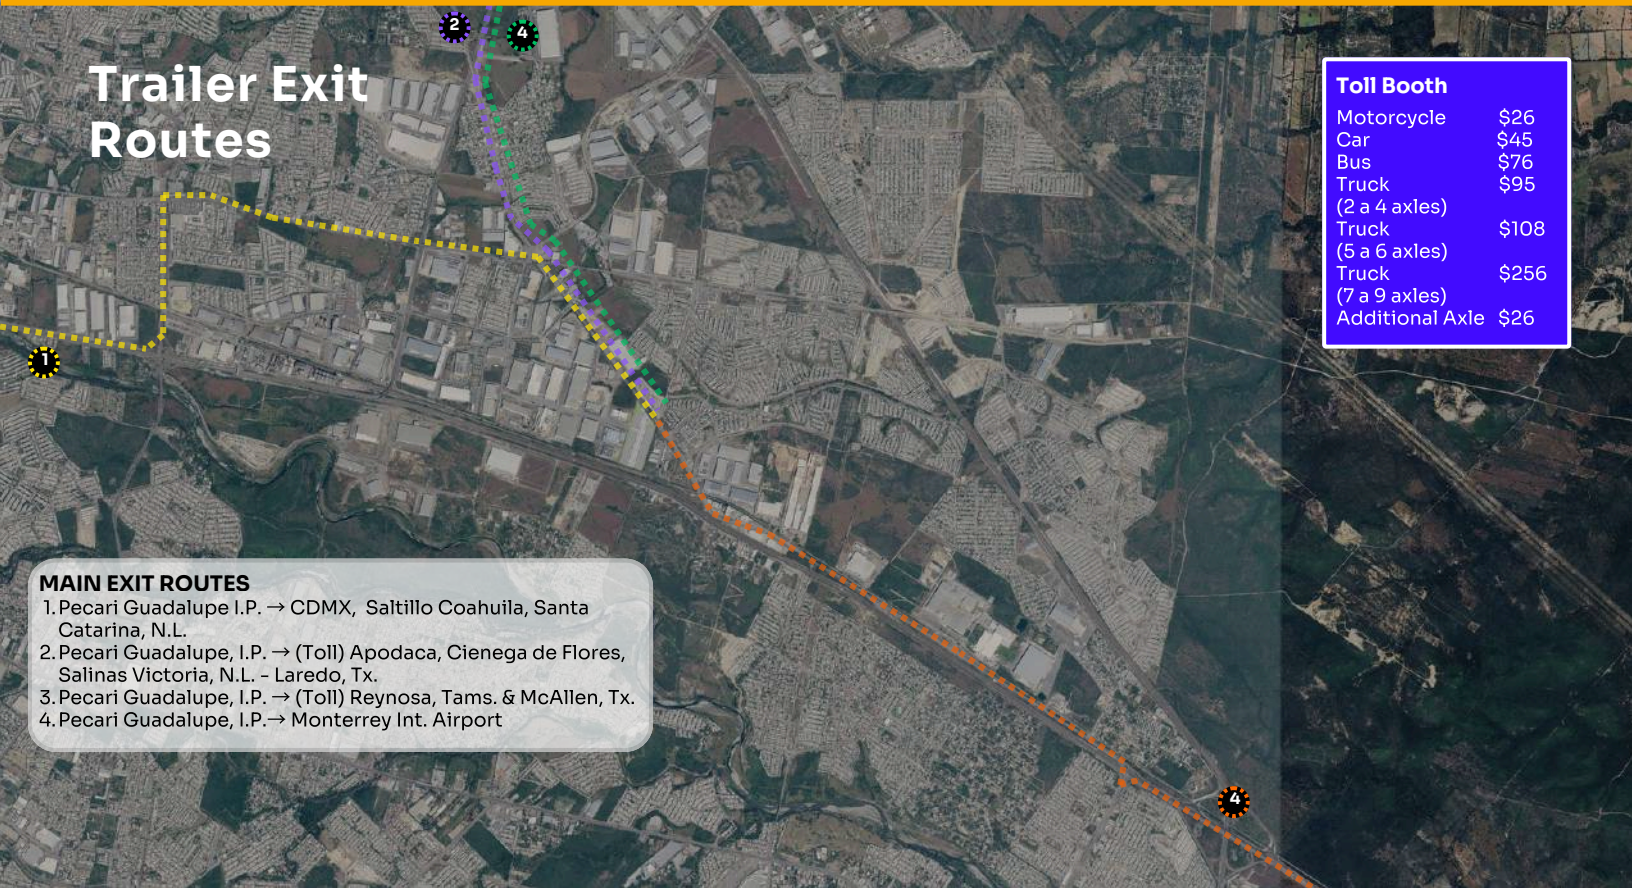 2
4
Trailer Exit
Routes
Toll Booth
Motorcycle $26
Car $45
Bus $76
Truck $95
(2 a 4 axles)
Truck $108
(5 a 6 axles)
Truck $256
(7 a 9 axles)
Additional Axle $26
1
MAIN EXIT ROUTES
1. Pecari Guadalupe I.P. → CDMX, Saltillo Coahuila, Santa
Catarina, N.L.
2. Pecari Guadalupe, I.P. → (Toll) Apodaca, Cienega de Flores,
Salinas Victoria, N.L. - Laredo, Tx.
3. Pecari Guadalupe, I.P. → (Toll) Reynosa, Tams. & McAllen, Tx.
4. Pecari Guadalupe, I.P.→ Monterrey Int. Airport
4